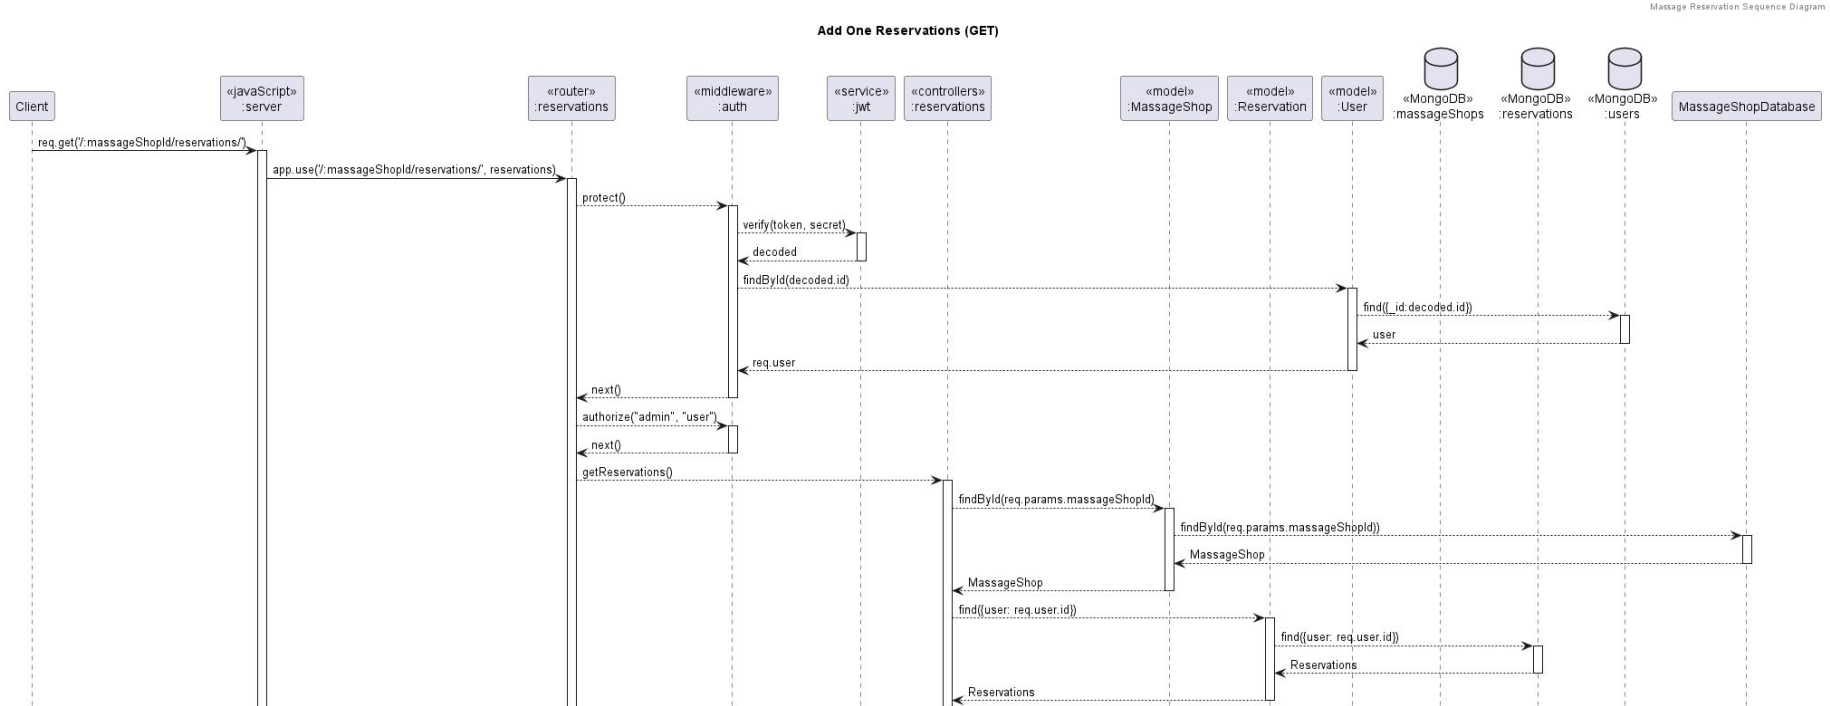 Massage Reservation Sequence Diagram
Add One Reservations (GET)
Client
«javaScript»
:server
«router»
:reservations
«middleware»
:auth
«service»
:jwt
«controllers»
:reservations
«model»
:MassageShop
«model»
:Reservation
«model»
:User
«MongoDB»
:massageShops
«MongoDB»
:reservations
«MongoDB»
:users
MassageShopDatabase
req.get('/:massageShopId/reservations/')
app.use('/:massageShopId/reservations/', reservations)
protect()
verify(token, secret)
decoded
findById(decoded.id)
find({_id:decoded.id})
user
req.user
next()
authorize("admin", "user")
next()
getReservations()
findById(req.params.massageShopId)
findById(req.params.massageShopId))
MassageShop
MassageShop
find({user: req.user.id})
find({user: req.user.id})
Reservations
Reservations